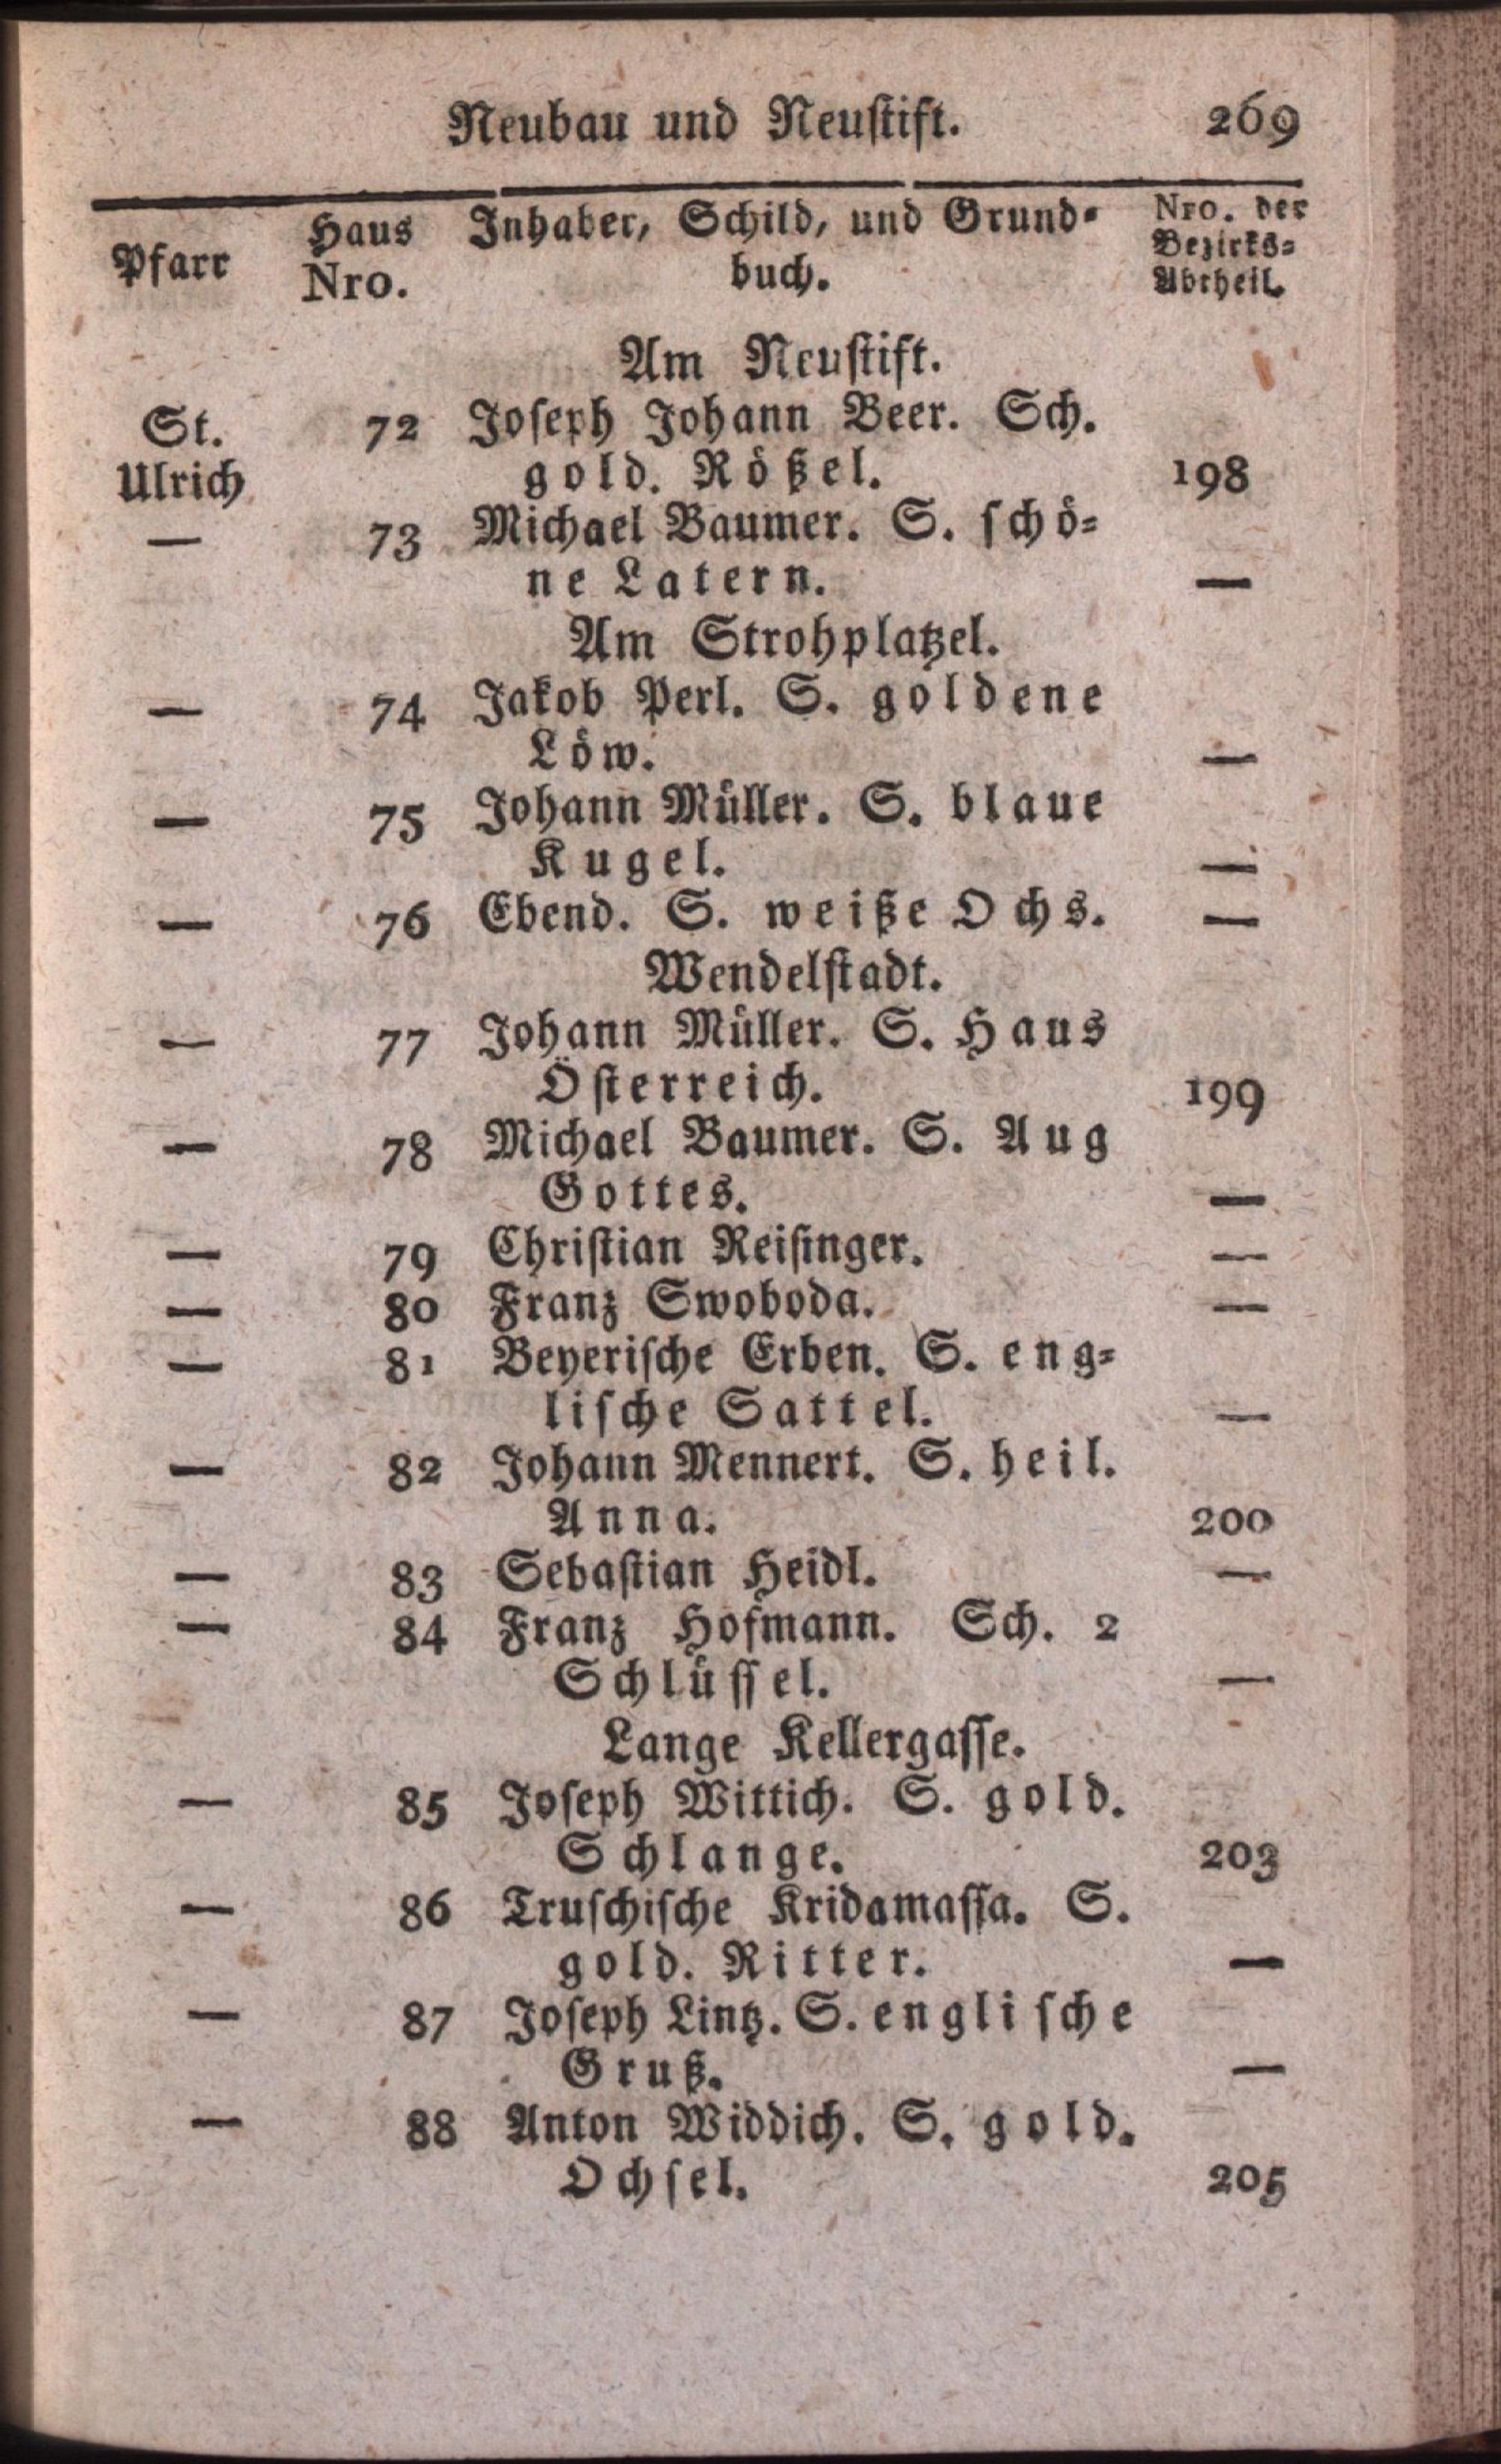 Neubau und Neustift. 269
Pfarr Haus Nro. Inhaber, Schild, und Grund= buch. Nro. der Bezirks= Abtheil.
Am Neustift.
St. 72 Joseph Johann Beer. Sch.
Ulrich gold. Rößel. 198
— 73 Michael Baumer. S. schö=
ne Latern. —
Am Strohplatzel.
— 74 Jakob Perl. S. goldene
Löw. —
— 75 Johann Müller. S. blaue
Kugel. —
— 76 Ebend. S. weiße Ochs. —
Wendelstadt.
— 77 Johann Müller. S. Haus
Österreich. 199
— 78 Michael Baumer. S. Aug
Gottes. —
— 79 Christian Reisinger. —
— 80 Franz Swoboda. —
— 81 Beyerische Erben. S. eng=
lische Sattel. —
— 82 Johann Mennert. S. heil.
Anna. 200
— 83 Sebastian Heidl. —
— 84 Franz Hofmann. Sch. 2
Schlüssel. —
Lange Kellergasse.
— 85 Joseph Wittich. S. gold.
Schlange. 203
— 86 Truschische Kridamassa. S.
gold. Ritter. —
— 87 Joseph Lintz. S. englische
Gruß. —
— 88 Anton Widdich. S. gold.
Ochsel. 205